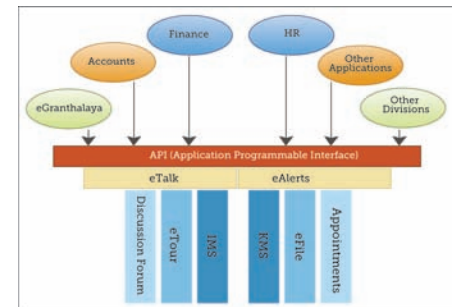 Finance
HR
Accounts
Other
Applications
eGranthalaya
Other
Divisions
API (Application Programmable Interface)
eTalk
eAlerts
Discussion Forum
eTour
IMS
KMS
eFile
Appointments